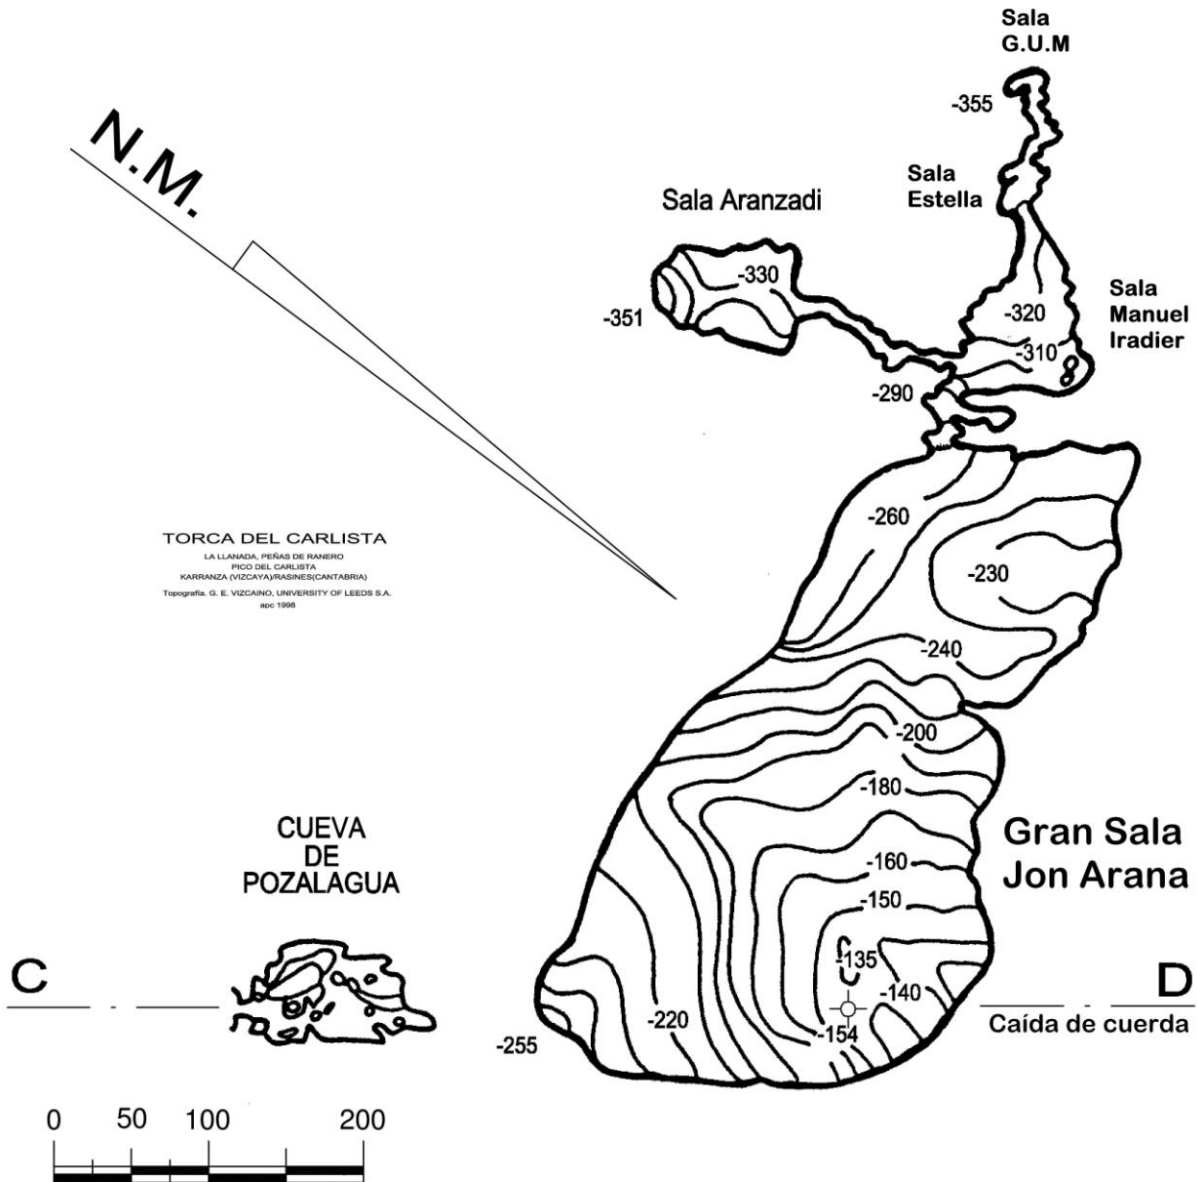 Sala
G.U.M
-355
N.M.
Sala
Estella
Sala Aranzadi
-330
-351
-320
Sala
Manuel
Iradier
-310
-290
-260
-230
-240
TORCA DEL CARLISTA
LA LLANADA, PEÑAS DE RANERO
PICO DEL CARLISTA
KARRANZA (VIZCAYA)/RASINES(CANTABRIA)
Topografía. G. E. VIZCAINO, UNIVERSITY OF LEEDS S.A.
apc 1998
-200
-180
Gran Sala
Jon Arana
-160
-150
CUEVA
DE
POZALAGUA
-135
-140
C
D
Caída de cuerda
-220
-154
-255
0 50 100 200